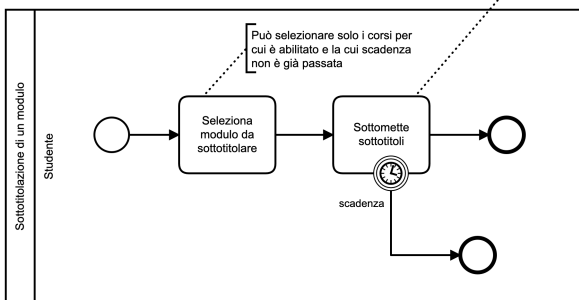 Sottotitolazione di un modulo
Studente
Può selezionare solo i corsi per
cui è abilitato e la cui scadenza
non è già passata
Seleziona
modulo da
sottotitolare
Sottomette
sottotitoli
scadenza